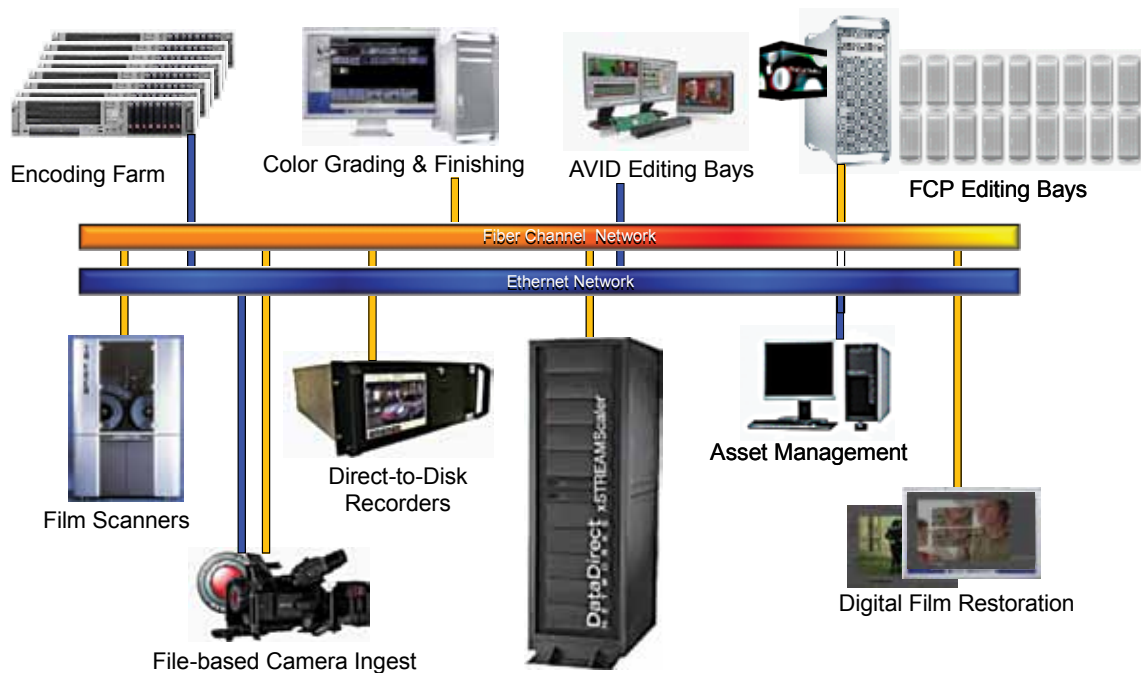 Encoding Farm
Color Grading & Finishing
AVID Editing Bays
FCP Editing Bays
Fiber Channel Network
Ethernet Network
Film Scanners
Direct-to-Disk
Recorders
File-based Camera Ingest
DataDirect xSTREAMScaler
NETWORKS
Asset Management
Digital Film Restoration